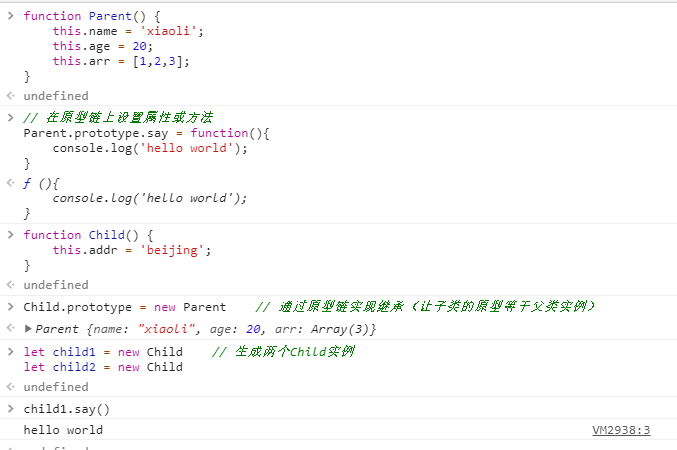 function Parent() {
this.name = 'xiaoli';
this.age = 20;
this.arr = [1,2,3];
}
undefined
// 在原型链上设置属性或方法
Parent.prototype.say = function(){
console.log('hello world');
}
ƒ (){
console.log('hello world');
}
function Child() {
this.addr = 'beijing';
}
undefined
Child.prototype = new Parent // 通过原型链实现继承（让子类的原型等于父类实例）
Parent {name: "xiaoli", age: 20, arr: Array(3)}
let child1 = new Child // 生成两个Child实例
let child2 = new Child
undefined
child1.say()
hello world VM2938:3